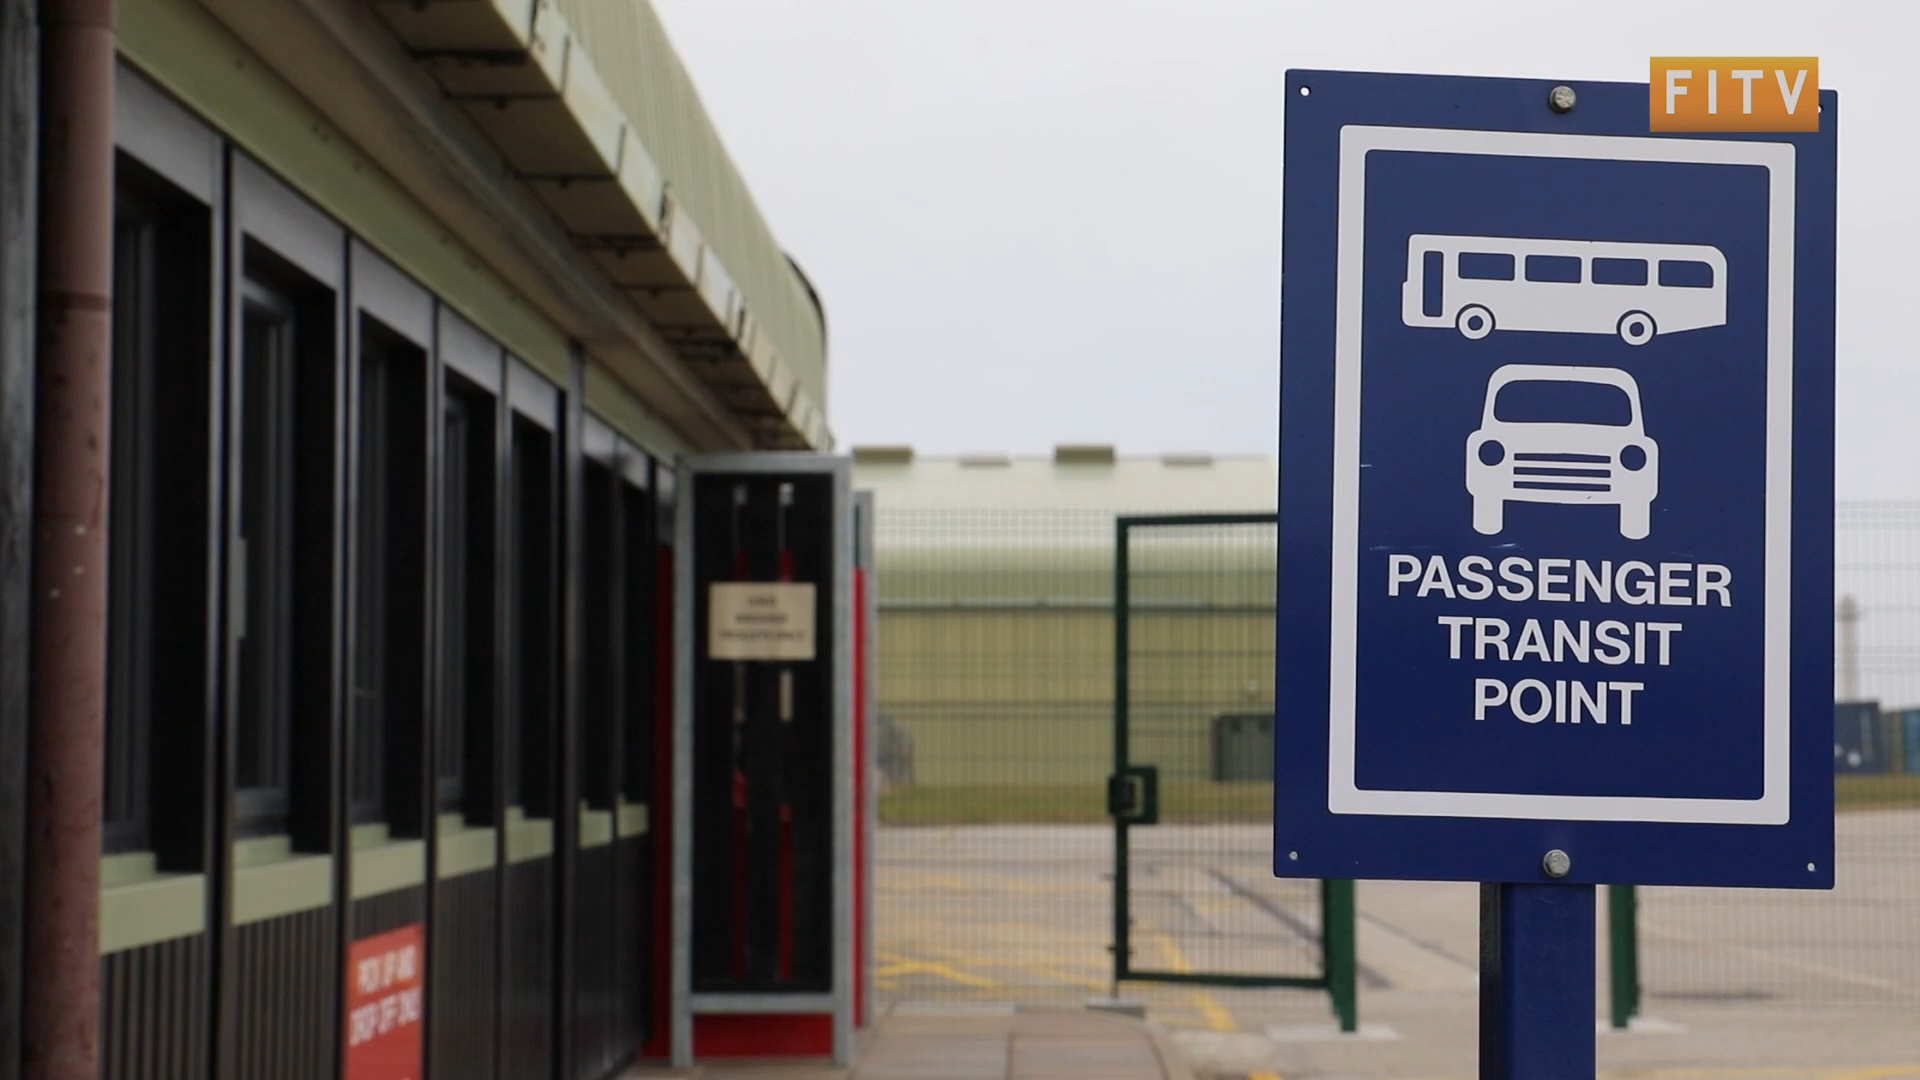 FITV
PASSENGER
TRANSIT
POINT
PICK UP AND
DROP OFF ONLY